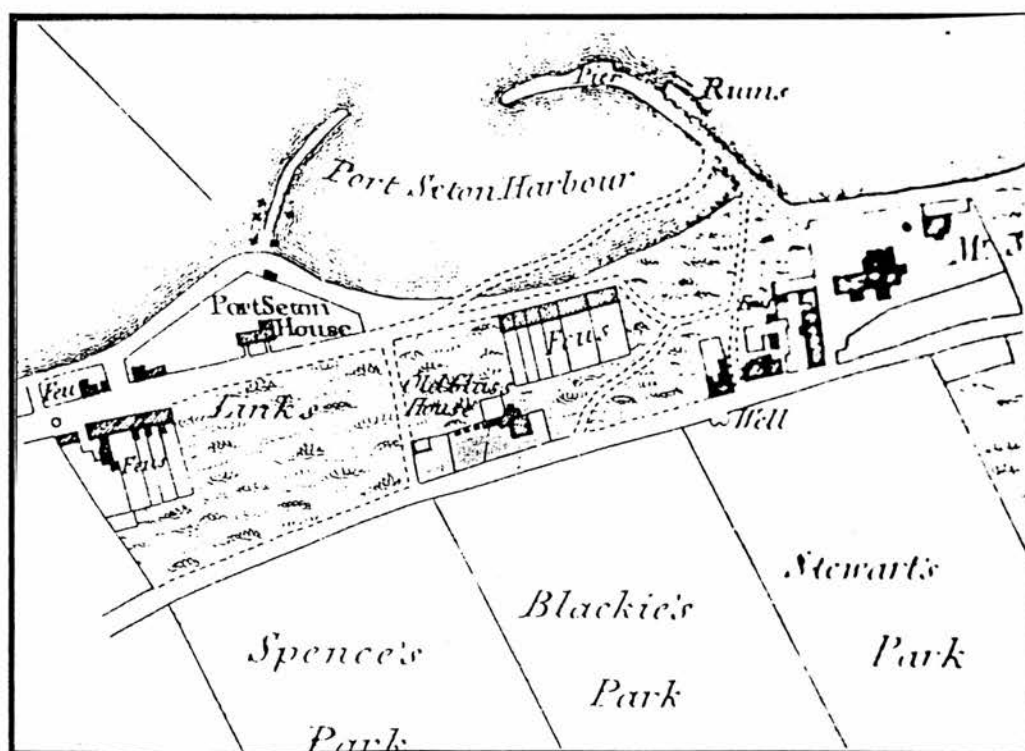 Pier
Ruins
Port Seton Harbour
Port Seton
House
Feu
Links
Feus
Old Glass
House
Feus
Well
Spence's
Park
Blackie's
Park
Stewart's
Park